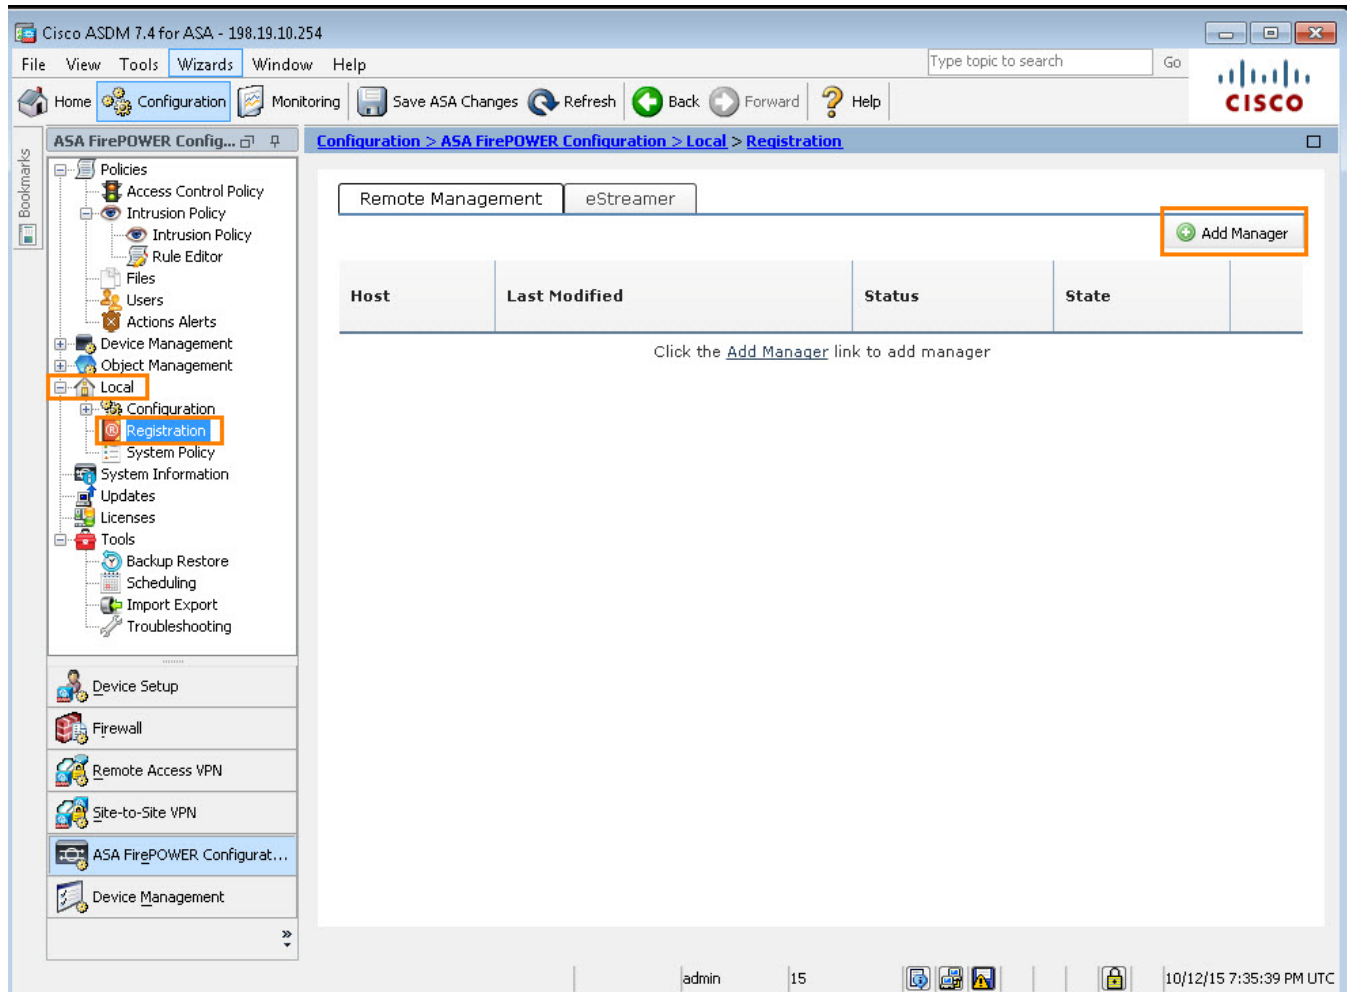 Cisco ASDM 7.4 for ASA - 198.19.10.254
File View Tools Wizards Window Help
Type topic to search Go
Home Configuration Monitoring Save ASA Changes Refresh Back Forward Help
CISCO
Bookmarks
ASA FirePOWER Config...
Configuration > ASA FirePOWER Configuration > Local > Registration
Policies
Access Control Policy
Intrusion Policy
Intrusion Policy
Rule Editor
Files
Users
Actions Alerts
Device Management
Object Management
Local
Configuration
Registration
System Policy
System Information
Updates
Licenses
Tools
Backup Restore
Scheduling
Import Export
Troubleshooting
Device Setup
Firewall
Remote Access VPN
Site-to-Site VPN
ASA FirePOWER Configurat...
Device Management
Remote Management eStreamer
Add Manager
Host Last Modified Status State
Click the Add Manager link to add manager
admin 15 10/12/15 7:35:39 PM UTC